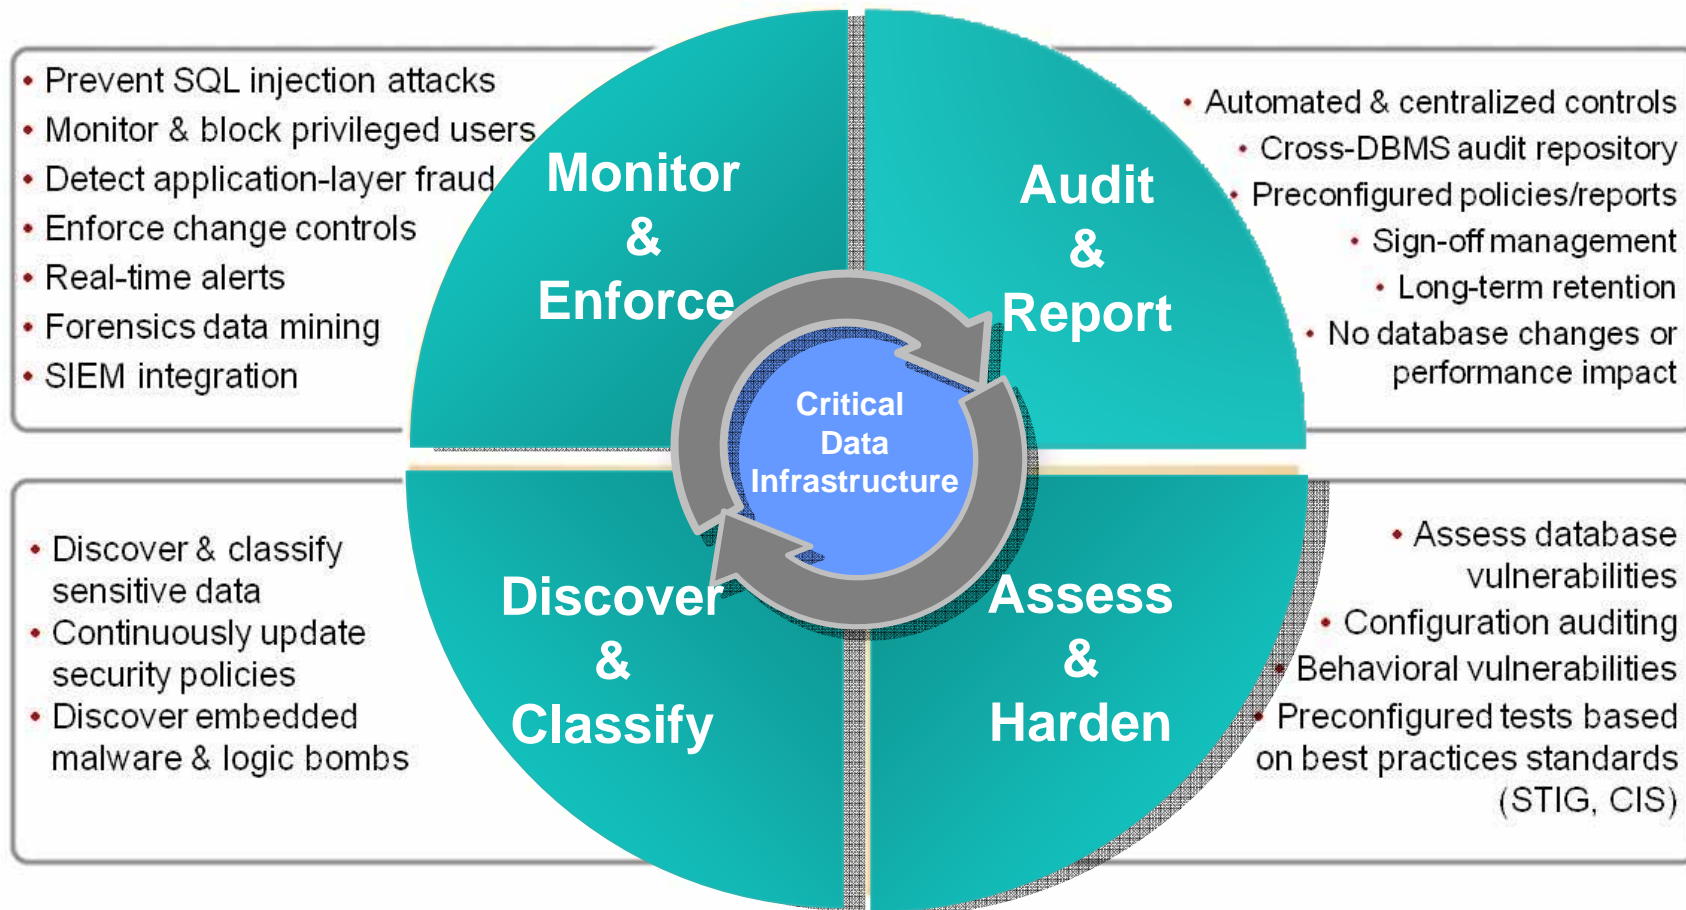 • Prevent SQL injection attacks
• Monitor & block privileged users
• Detect application-layer fraud
• Enforce change controls
• Real-time alerts
• Forensics data mining
• SIEM integration
Monitor
&
Enforce
Audit
&
Report
• Automated & centralized controls
• Cross-DBMS audit repository
• Preconfigured policies/reports
• Sign-off management
• Long-term retention
• No database changes or
performance impact
Critical
Data
Infrastructure
• Discover & classify
sensitive data
• Continuously update
security policies
• Discover embedded
malware & logic bombs
Discover
&
Classify
Assess
&
Harden
• Assess database
vulnerabilities
• Configuration auditing
• Behavioral vulnerabilities
• Preconfigured tests based
on best practices standards
(STIG, CIS)